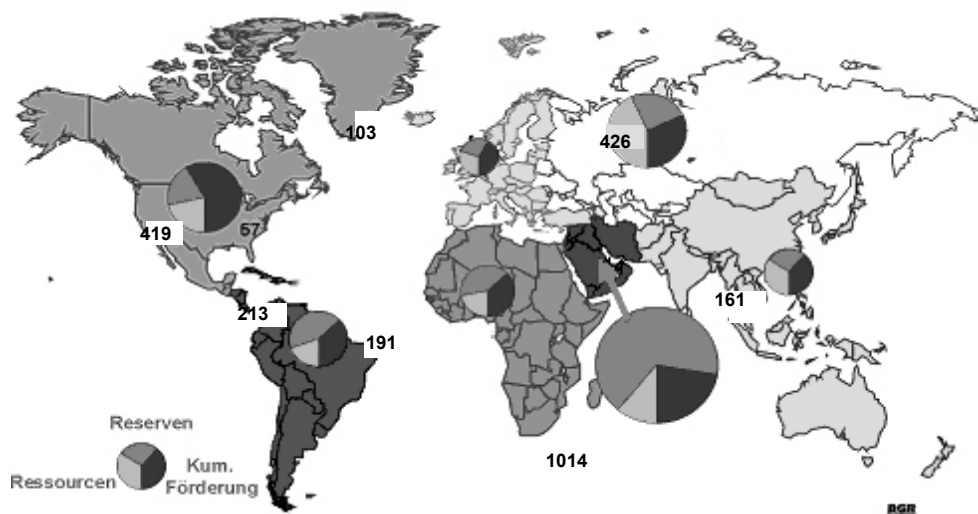 103
426
419
57
161
213
191
Reserven
Ressourcen
Kum.
Förderung
1014
BGR